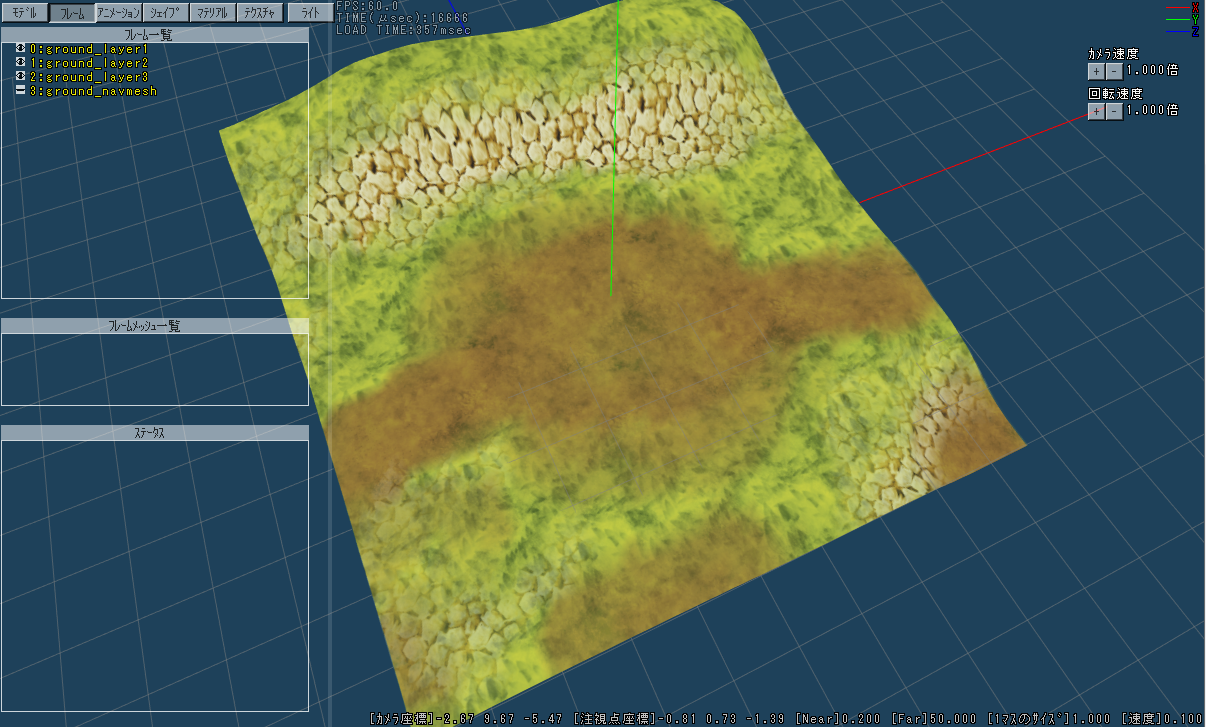 モデル フレーム アニメーション シェイプ マテリアル テクスチャ ライト
FPS:60.0
TIME(μsec):16666
LOAD TIME:357msec
フレーム一覧
0:ground_layer1
1:ground_layer2
2:ground_layer3
3:ground_navmesh
フレームメッシュ一覧
ステータス
X
Y
Z
カメラ速度
+ - 1.000倍
回転速度
+ - 1.000倍
[カメラ座標]-2.67 9.67 -5.47 [注視点座標]-0.81 0.73 -1.39 [Near]0.200 [Far]50.000 [1マスのサイズ]1.000 [速度]0.100